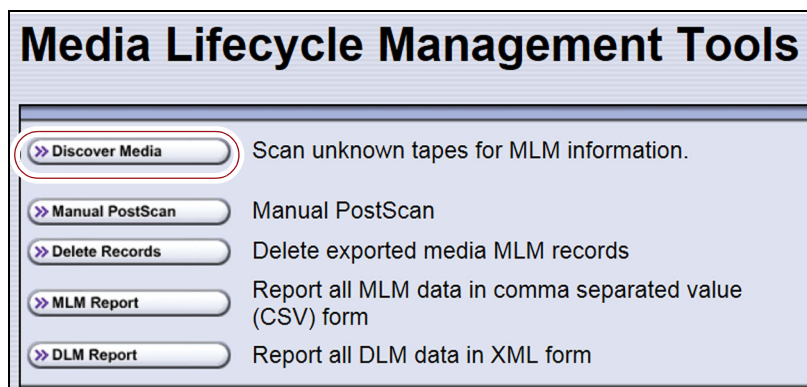 Media Lifecycle Management Tools
Discover Media Scan unknown tapes for MLM information.
Manual PostScan Manual PostScan
Delete Records Delete exported media MLM records
MLM Report Report all MLM data in comma separated value
(CSV) form
DLM Report Report all DLM data in XML form